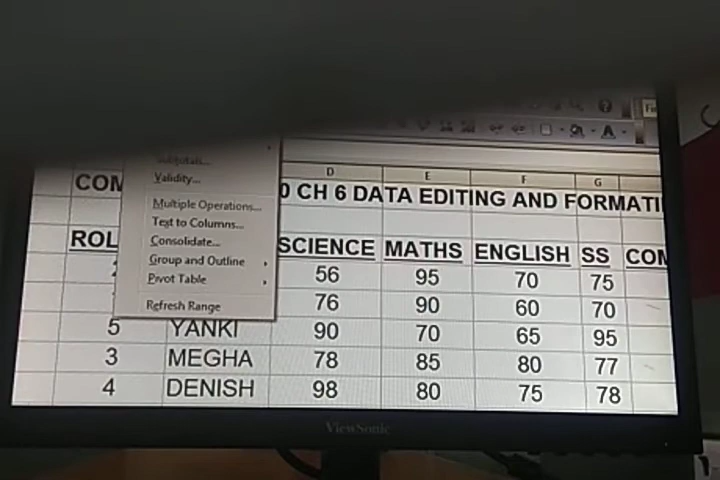 Validity...
Multiple Operations...
Text to Columns...
Consolidate...
Group and Outline
Pivot Table
Refresh Range
D E F G
COM 0 CH 6 DATA EDITING AND FORMATI
ROL SCIENCE MATHS ENGLISH SS COM
56 95 70 75
76 90 60 70
5 YANKI 90 70 65 95
3 MEGHA 78 85 80 77
4 DENISH 98 80 75 78
ViewSonic